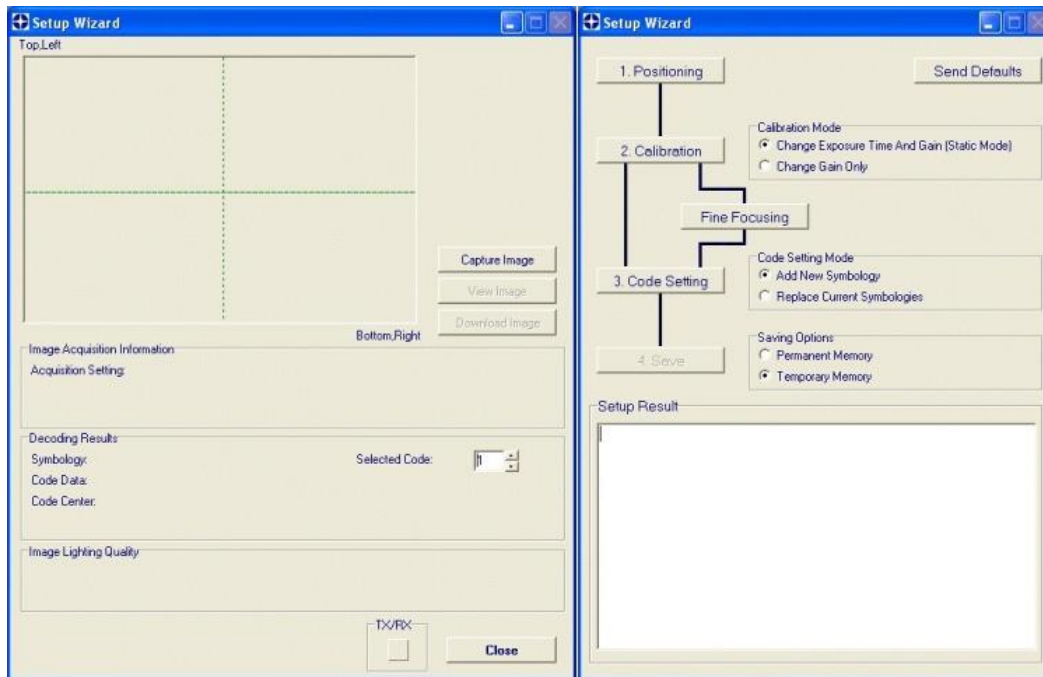 Setup Wizard
Top,Left
Capture Image
View Image
Download Image
Bottom,Right
Image Acquisition Information
Acquisition Setting:
Decoding Results
Symbology:
Selected Code:
1
Code Data:
Code Center:
Image Lighting Quality
TX/RX
Close
Setup Wizard
1. Positioning
Send Defaults
Calibration Mode
2. Calibration
Change Exposure Time And Gain (Static Mode)
Change Gain Only
Fine Focusing
Code Setting Mode
3. Code Setting
Add New Symbology
Replace Current Symbologies
Saving Options
4. Save
Permanent Memory
Temporary Memory
Setup Result